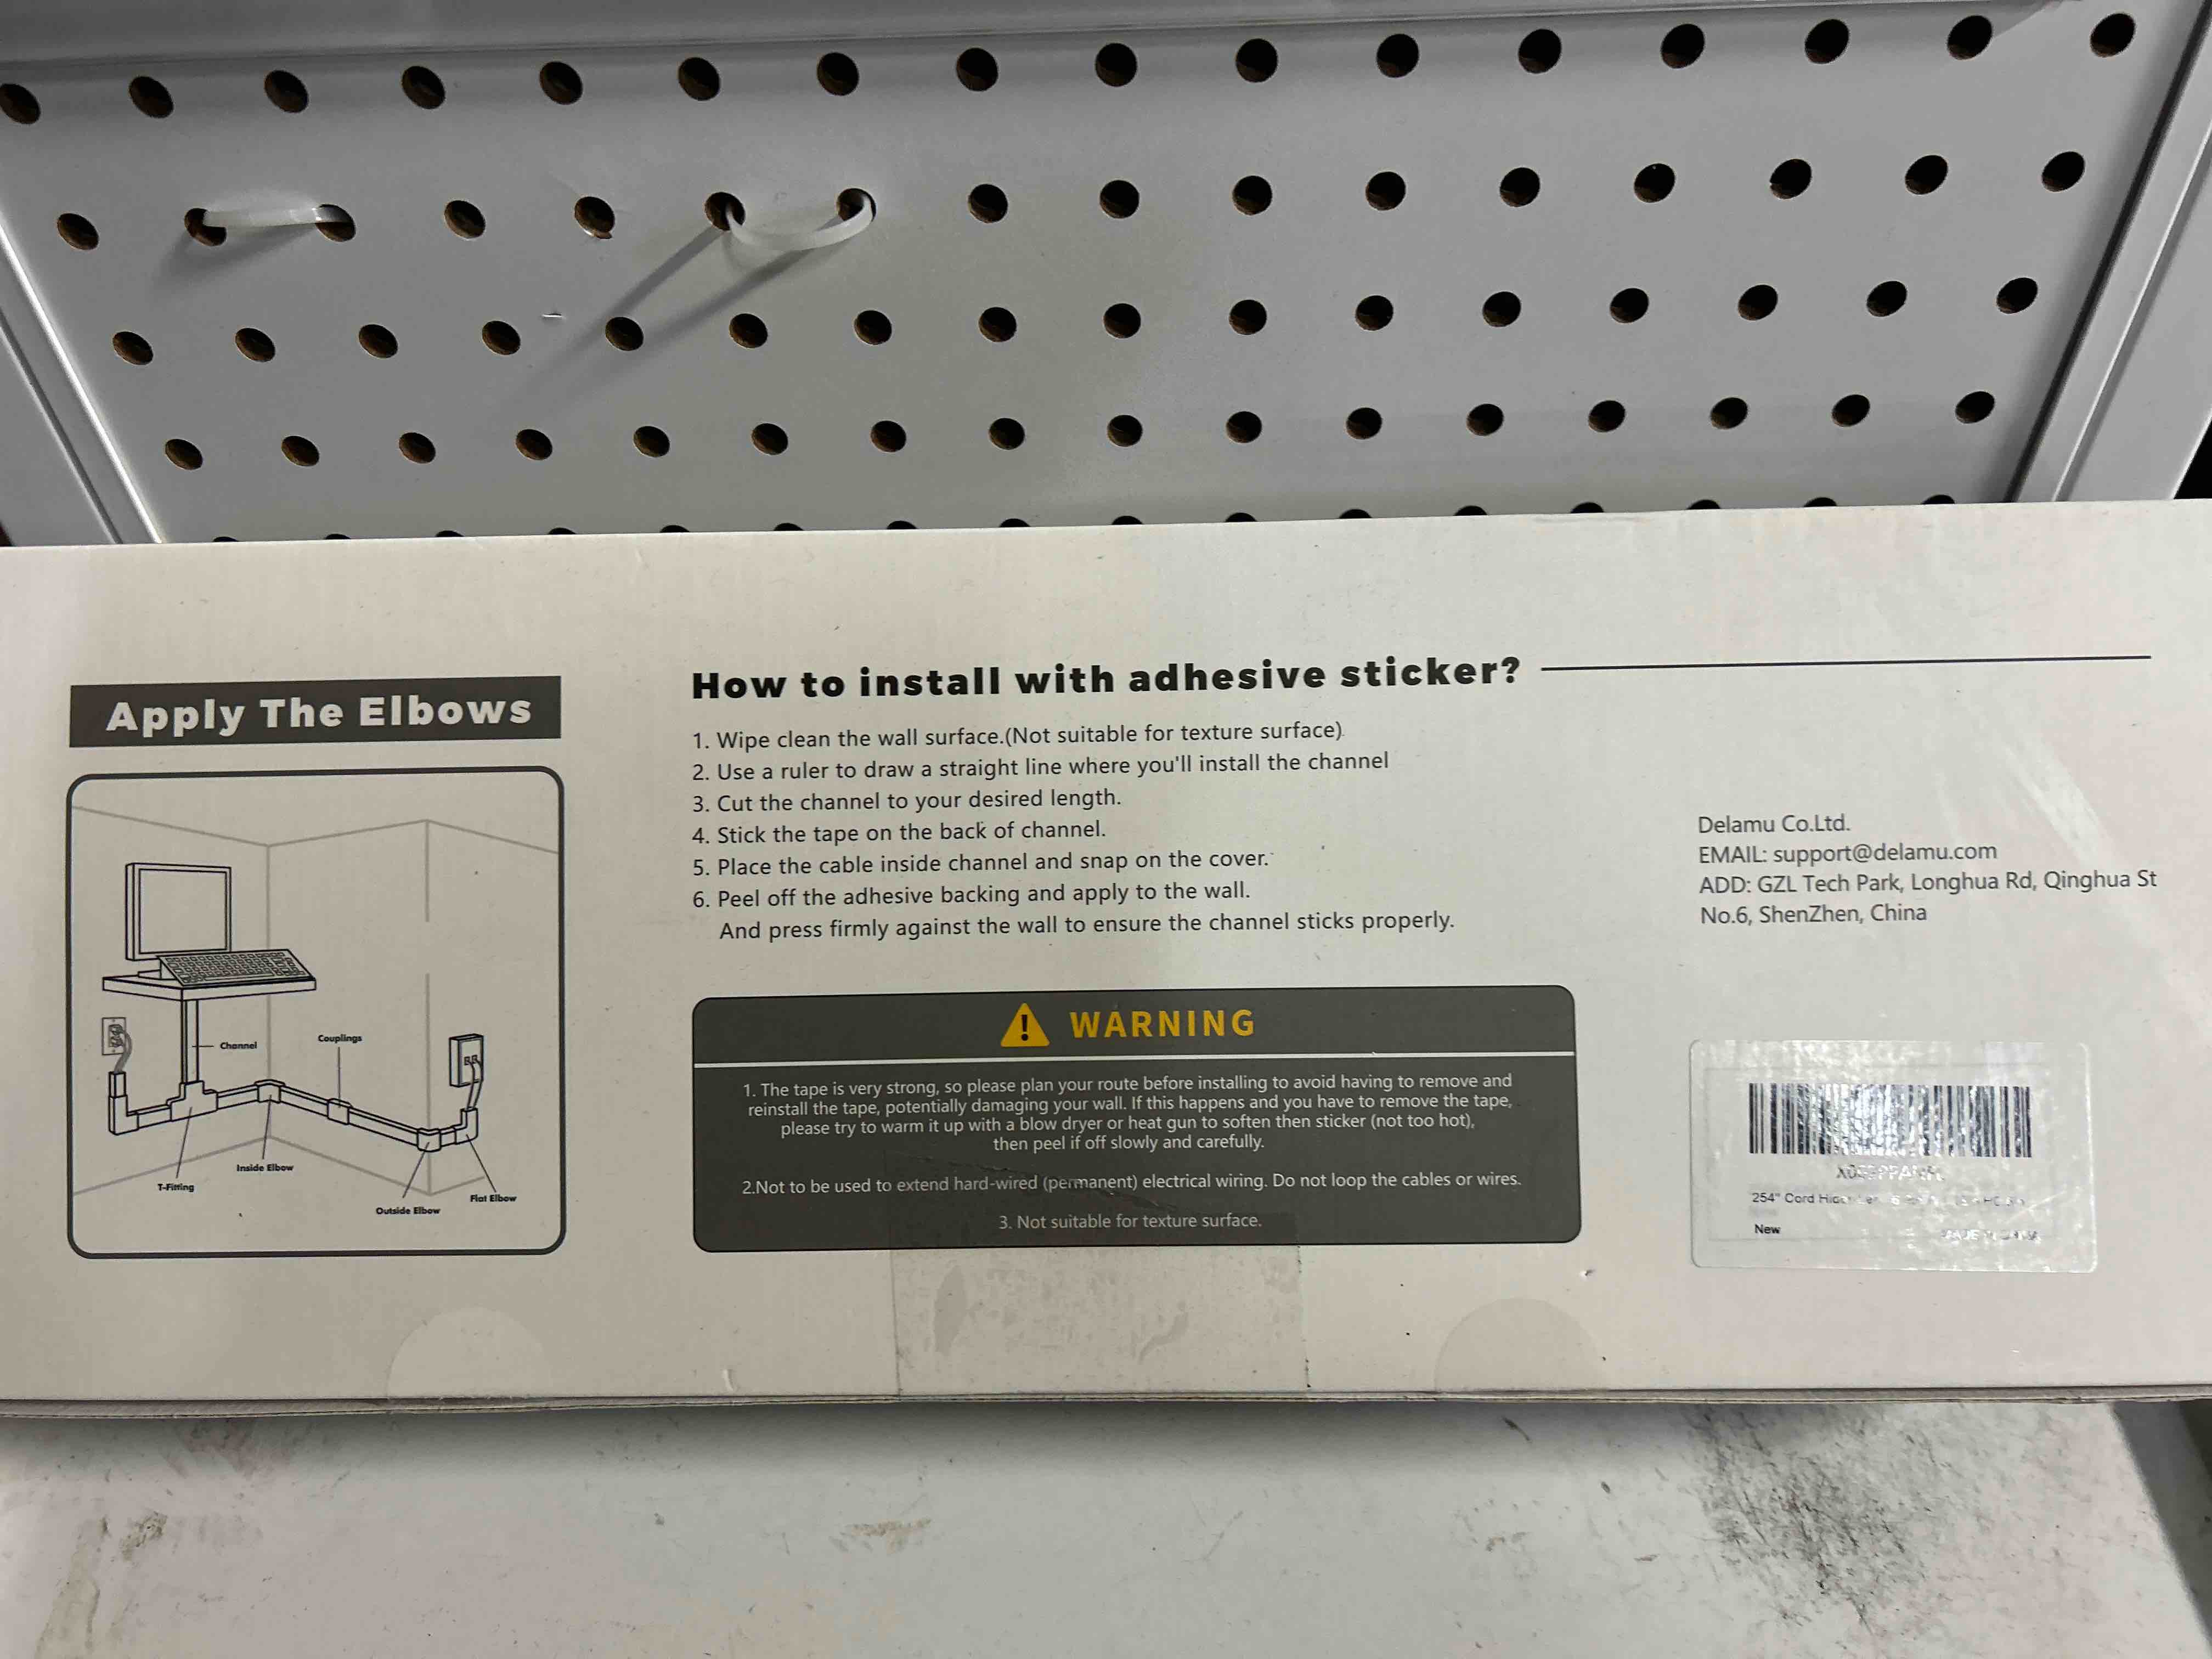 Apply The Elbows
Channel
Couplings
Inside Elbow
T-Fitting
Flat Elbow
Outside Elbow
How to install with adhesive sticker?
1. Wipe clean the wall surface.(Not suitable for texture surface).
2. Use a ruler to draw a straight line where you'll install the channel
3. Cut the channel to your desired length.
4. Stick the tape on the back of channel.
5. Place the cable inside channel and snap on the cover.
6. Peel off the adhesive backing and apply to the wall.
And press firmly against the wall to ensure the channel sticks properly.
WARNING
1. The tape is very strong, so please plan your route before installing to avoid having to remove and
reinstall the tape, potentially damaging your wall. If this happens and you have to remove the tape,
please try to warm it up with a blow dryer or heat gun to soften then sticker (not too hot),
then peel if off slowly and carefully.
2.Not to be used to extend hard-wired (permanent) electrical wiring. Do not loop the cables or wires.
3. Not suitable for texture surface.
Delamu Co.Ltd.
EMAIL: support@delamu.com
ADD: GZL Tech Park, Longhua Rd, Qinghua St
No.6, ShenZhen, China
254" Cord
New